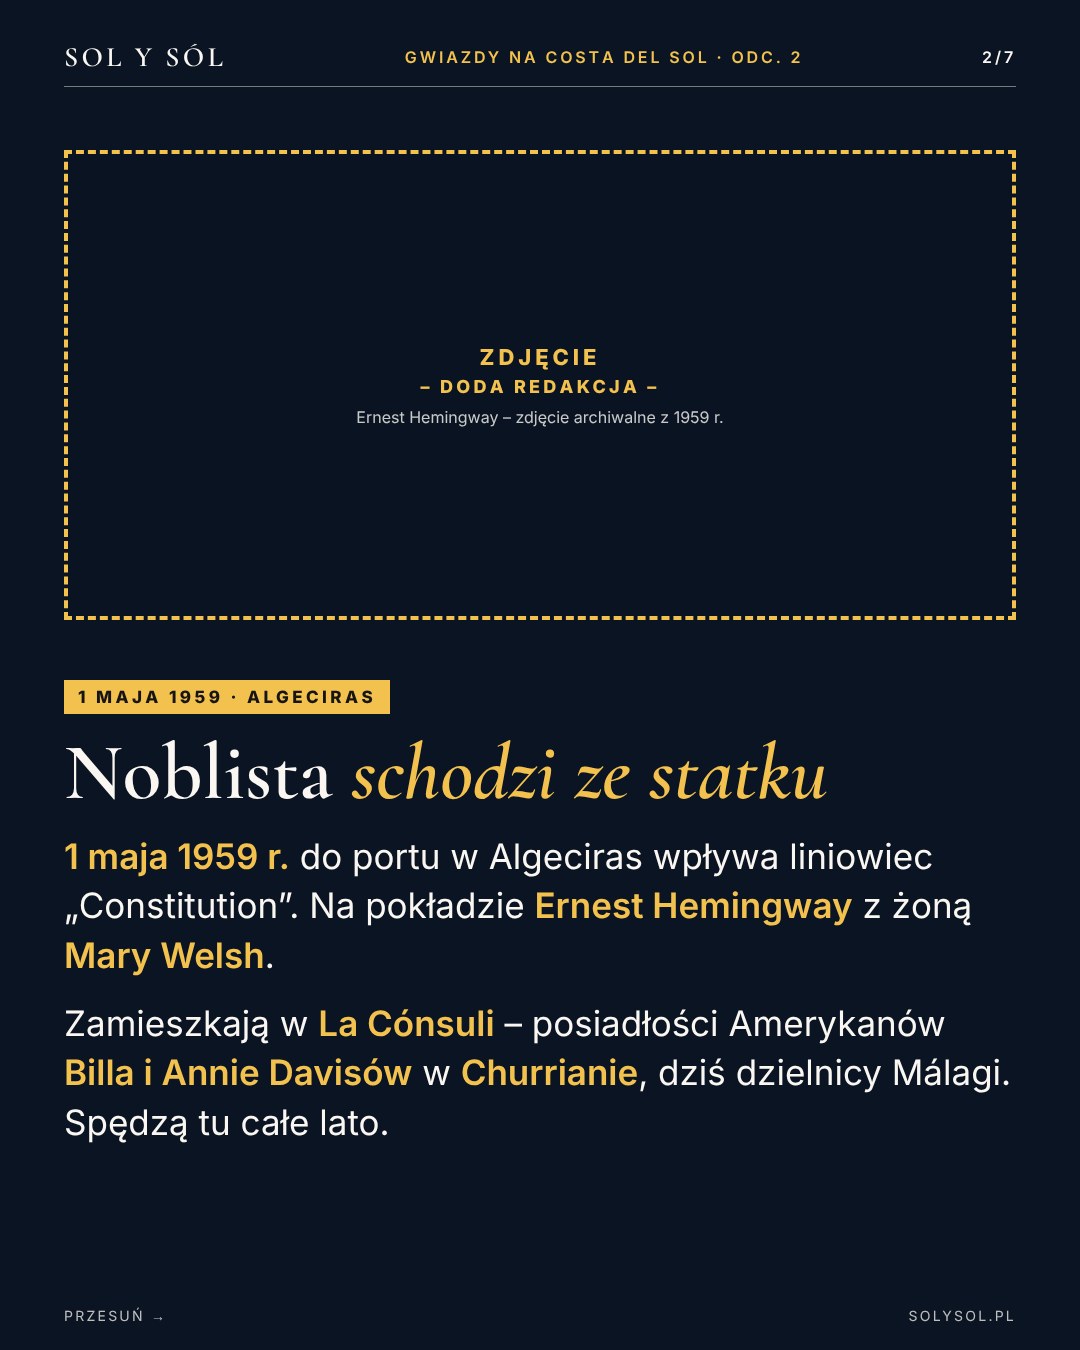 SOL Y SÓL
GWIAZDY NA COSTA DEL SOL · ODC. 2
2/7
ZDJĘCIE
– DODA REDAKCJA –
Ernest Hemingway – zdjęcie archiwalne z 1959 r.
1 MAJA 1959 · ALGECIRAS
Noblista schodzi ze statku
1 maja 1959 r. do portu w Algeciras wpływa liniowiec
„Constitution”. Na pokładzie Ernest Hemingway z żoną
Mary Welsh.
Zamieszkają w La Cónsuli – posiadłości Amerykanów
Billa i Annie Davisów w Churrianie, dziś dzielnicy Málagi.
Spędzą tu całe lato.
PRZESUŃ →
SOLYSOL.PL